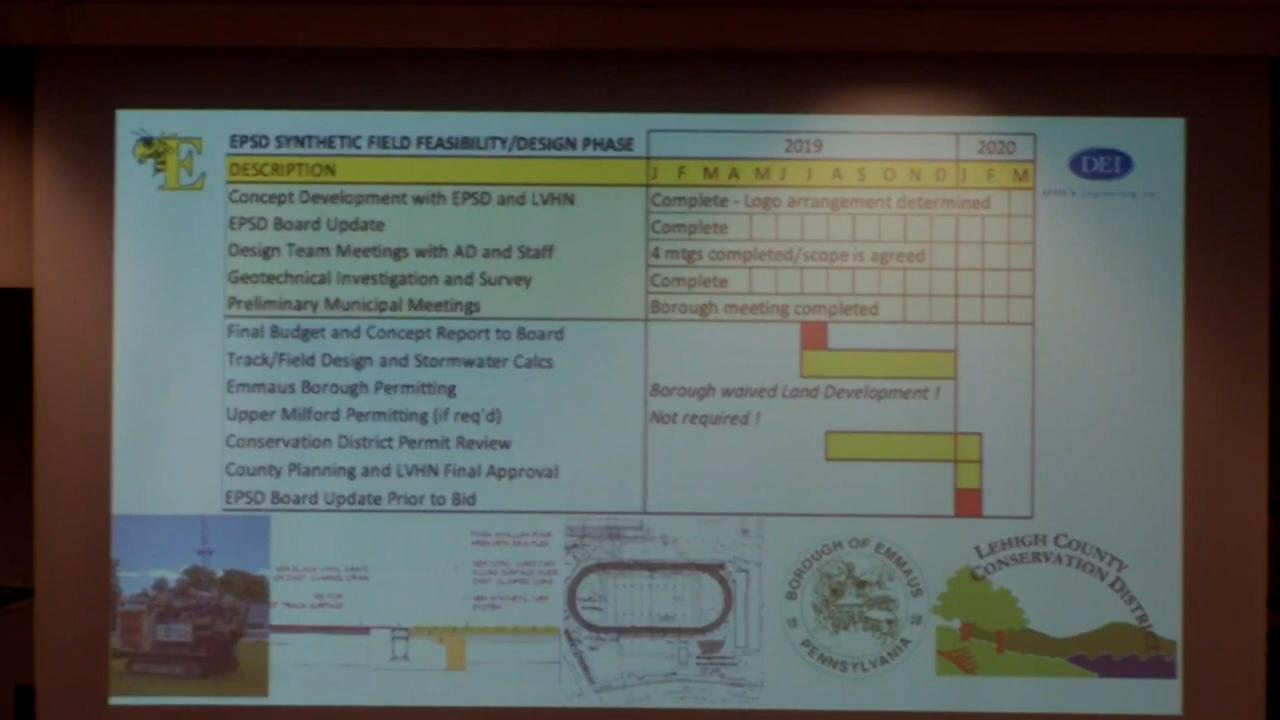 E
EPSD SYNTHETIC FIELD FEASIBILITY/DESIGN PHASE
2019
2020
DEI
DESCRIPTION
J F M A M J J A S O N D J F M
Concept Development with EPSD and LVHN
Complete - Logo arrangement determined
EPSD Board Update
Complete
Design Team Meetings with AD and Staff
4 mtgs completed/scope is agreed
Geotechnical Investigation and Survey
Complete
Preliminary Municipal Meetings
Borough meeting completed
Final Budget and Concept Report to Board
Track/Field Design and Stormwater Calcs
Emmaus Borough Permitting
Borough waived Land Development !
Upper Milford Permitting (if req'd)
Not required !
Conservation District Permit Review
County Planning and LVHN Final Approval
EPSD Board Update Prior to Bid
BOROUGH OF EMMAUS
PENNSYLVANIA
LEHIGH COUNTY
CONSERVATION DISTRICT